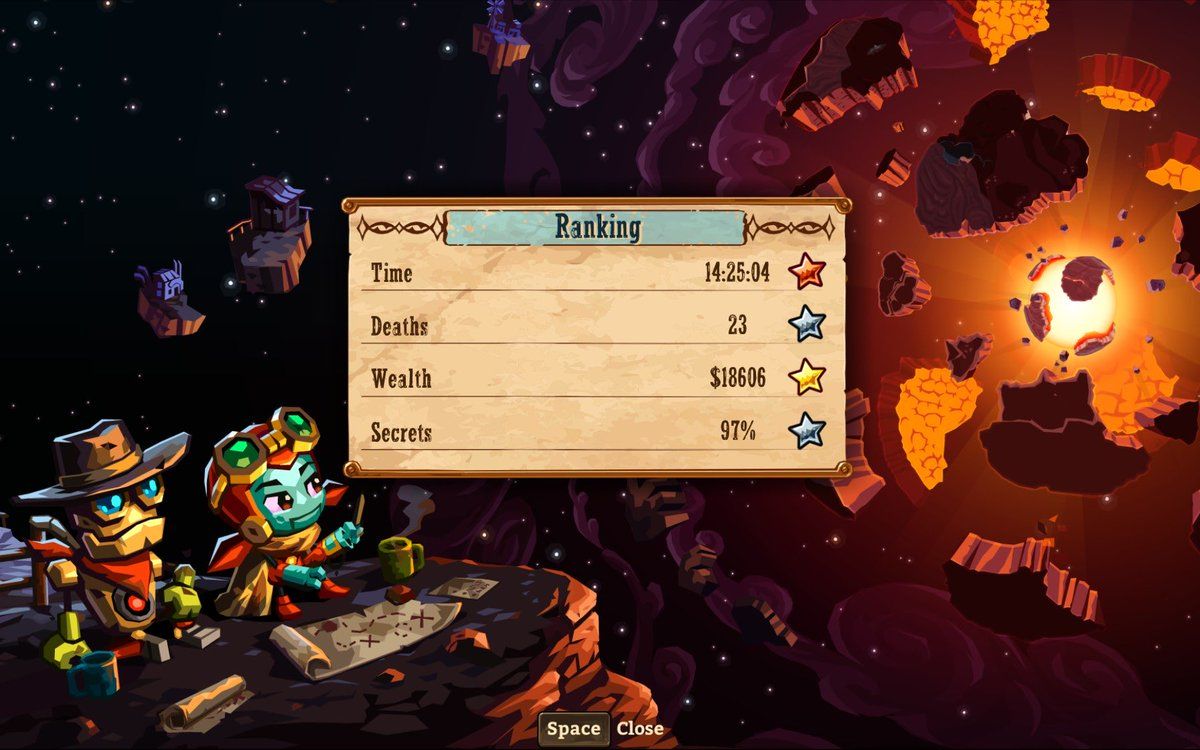 Ranking
Time 14:25:04
Deaths 23
Wealth $18606
Secrets 97%
Space Close